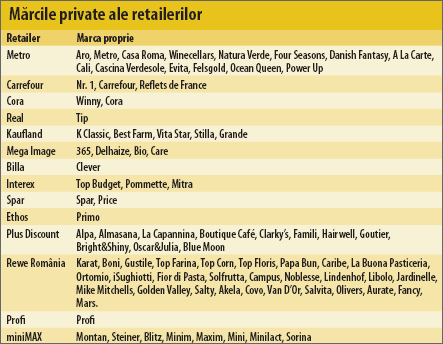 Mărcile private ale retailerilor
Retailer Marca proprie
Metro Aro, Metro, Casa Roma, Winecellars, Natura Verde, Four Seasons, Danish Fantasy, A La Carte,
Cali, Cascina Verdesole, Evita, Felsgold, Ocean Queen, Power Up
Carrefour Nr. 1, Carrefour, Reflets de France
Cora Winny, Cora
Real Tip
Kaufland K Classic, Best Farm, Vita Star, Stilla, Grande
Mega Image 365, Delhaize, Bio, Care
Billa Clever
Interex Top Budget, Pommette, Mitra
Spar Spar, Price
Ethos Primo
Plus Discount Alpa, Almasana, La Capannina, Boutique Café, Clarky’s, Famili, Hairwell, Goutier,
Bright&Shiny, Oscar&Julia, Blue Moon
Rewe România Karat, Boni, Gustile, Top Farina, Top Corn, Top Floris, Papa Bun, Caribe, La Buona Pasticeria,
Ortomio, iSughiotti, Fior di Pasta, Solfrutta, Campus, Noblesse, Lindenhof, Libolo, Jardinelle,
Mike Mitchells, Golden Valley, Salty, Akela, Covo, Van D’Or, Salvita, Olivers, Aurate, Fancy,
Mars.
Profi Profi
miniMAX Montan, Steiner, Blitz, Minim, Maxim, Mini, Minilact, Sorina